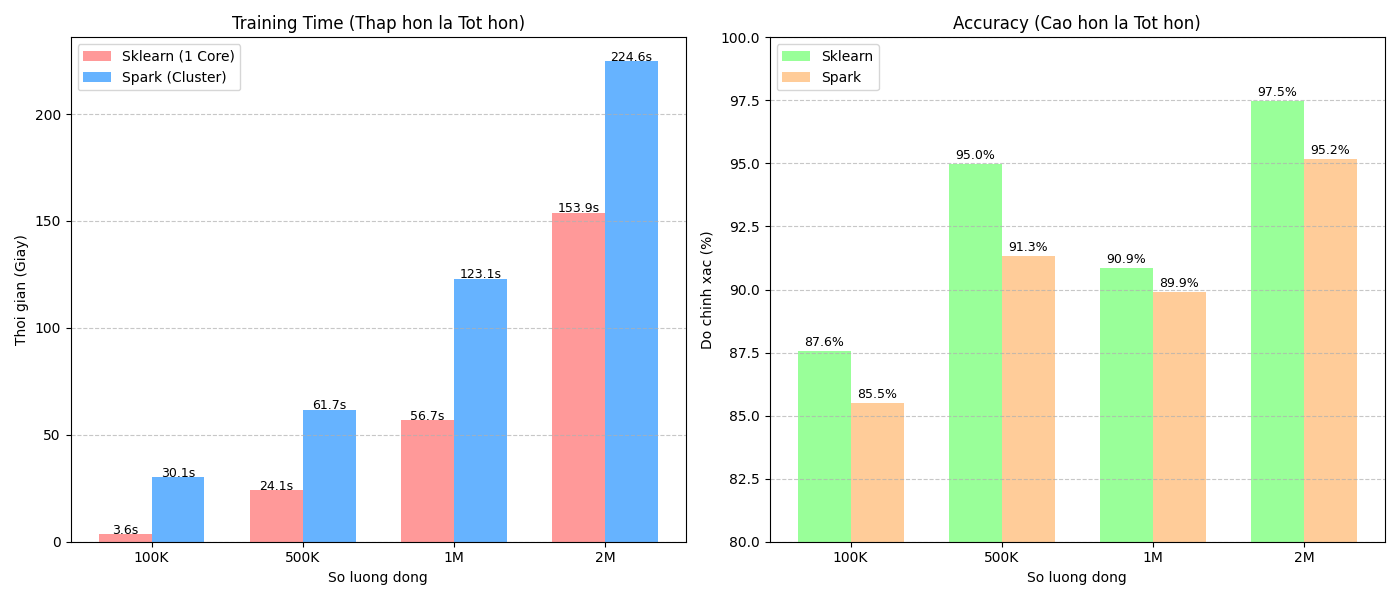 Training Time (Thap hon la Tot hon)
Sklearn (1 Core)
Spark (Cluster)
Thoi gian (Giay)
200
150
100
50
0
3.6s
30.1s
24.1s
61.7s
56.7s
123.1s
153.9s
224.6s
100K
500K
1M
2M
So luong dong
Accuracy (Cao hon la Tot hon)
Sklearn
Spark
Do chinh xac (%)
100.0
97.5
95.0
92.5
90.0
87.5
85.0
82.5
80.0
87.6%
85.5%
95.0%
91.3%
90.9%
89.9%
97.5%
95.2%
100K
500K
1M
2M
So luong dong